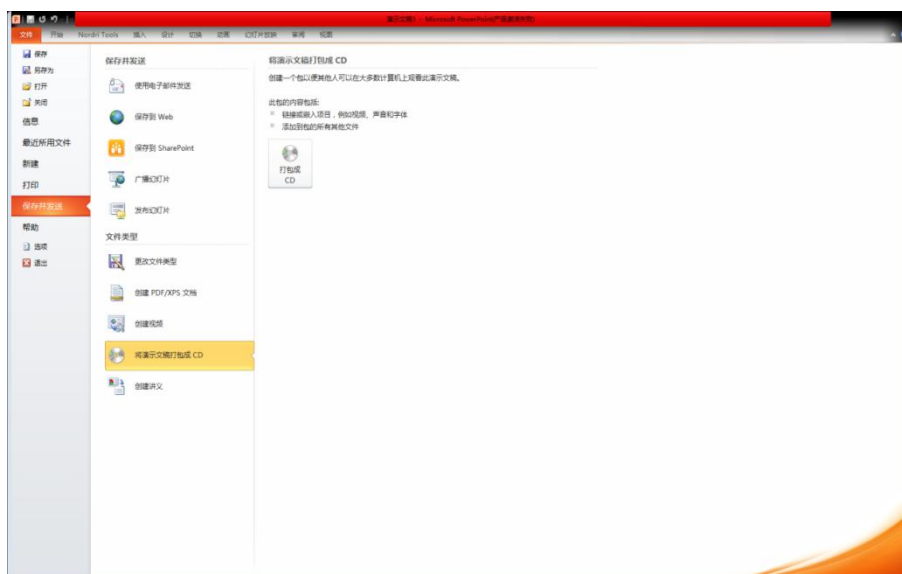 演示文稿1 - Microsoft PowerPoint(产品激活失败)
文件 开始 Nordri Tools 插入 设计 切换 动画 幻灯片放映 审阅 视图
保存
另存为
打开
关闭
信息
最近所用文件
新建
打印
保存并发送
帮助
选项
退出
保存并发送
使用电子邮件发送
保存到 Web
保存到 SharePoint
广播幻灯片
发布幻灯片
文件类型
更改文件类型
创建 PDF/XPS 文档
创建视频
将演示文稿打包成 CD
创建讲义
将演示文稿打包成 CD
创建一个包以便其他人可以在大多数计算机上观看此演示文稿。
此包的内容包括:
链接或嵌入项目，例如视频、声音和字体
添加到包的所有其他文件
打包成
CD